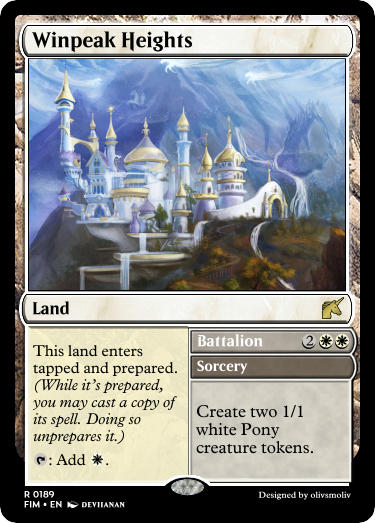 Winpeak Heights
Land
This land enters
tapped and prepared.
(While it's prepared,
you may cast a copy of
its spell. Doing so
unprepares it.)
: Add .
Battalion 2
Sorcery
Create two 1/1
white Pony
creature tokens.
R 0189
FIM • EN DEVIIANAN
Designed by olivsmoliv